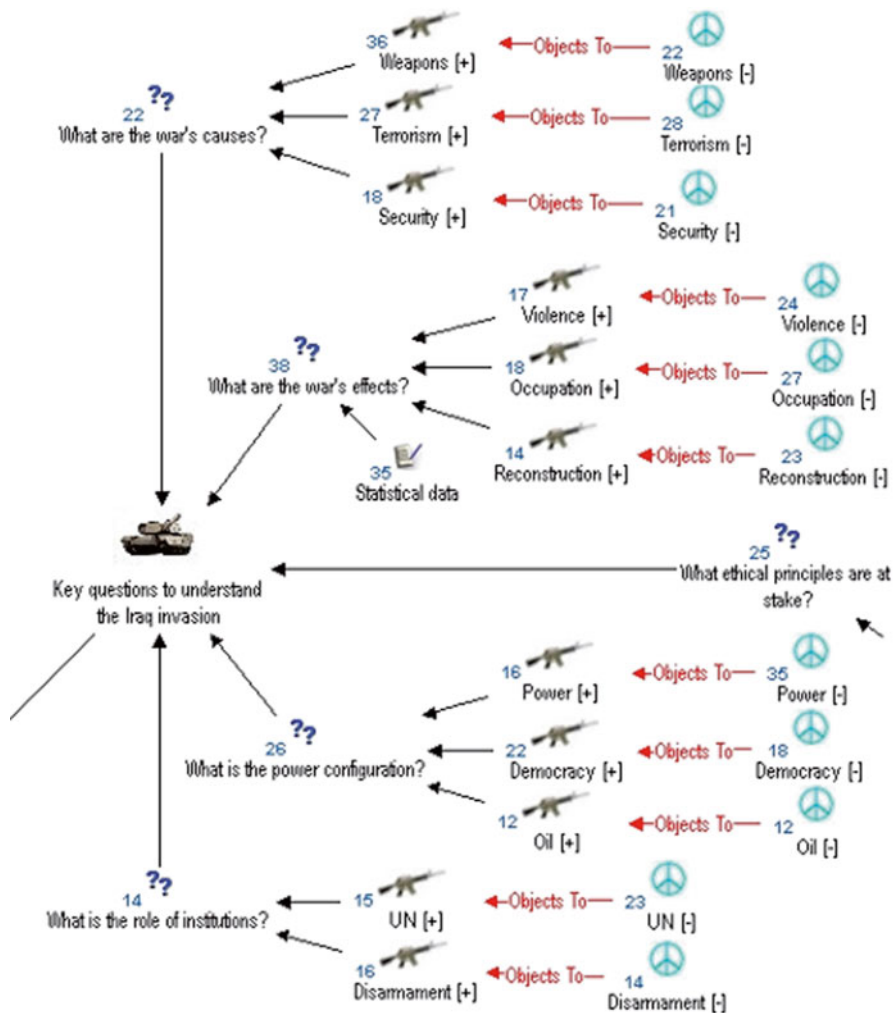 36
Weapons [+]
Objects To
22
Weapons [-]
22
??
What are the war's causes?
27
Terrorism [+]
Objects To
28
Terrorism [-]
18
Security [+]
Objects To
21
Security [-]
17
Violence [+]
Objects To
24
Violence [-]
38
??
What are the war's effects?
18
Occupation [+]
Objects To
27
Occupation [-]
14
Reconstruction [+]
Objects To
23
Reconstruction [-]
35
Statistical data
Key questions to understand
the Iraq invasion
25
??
What ethical principles are at
stake?
16
Power [+]
Objects To
35
Power [-]
26
??
What is the power configuration?
22
Democracy [+]
Objects To
18
Democracy [-]
12
Oil [+]
Objects To
12
Oil [-]
14
??
What is the role of institutions?
15
UN [+]
Objects To
23
UN [-]
16
Disarmament [+]
Objects To
14
Disarmament [-]